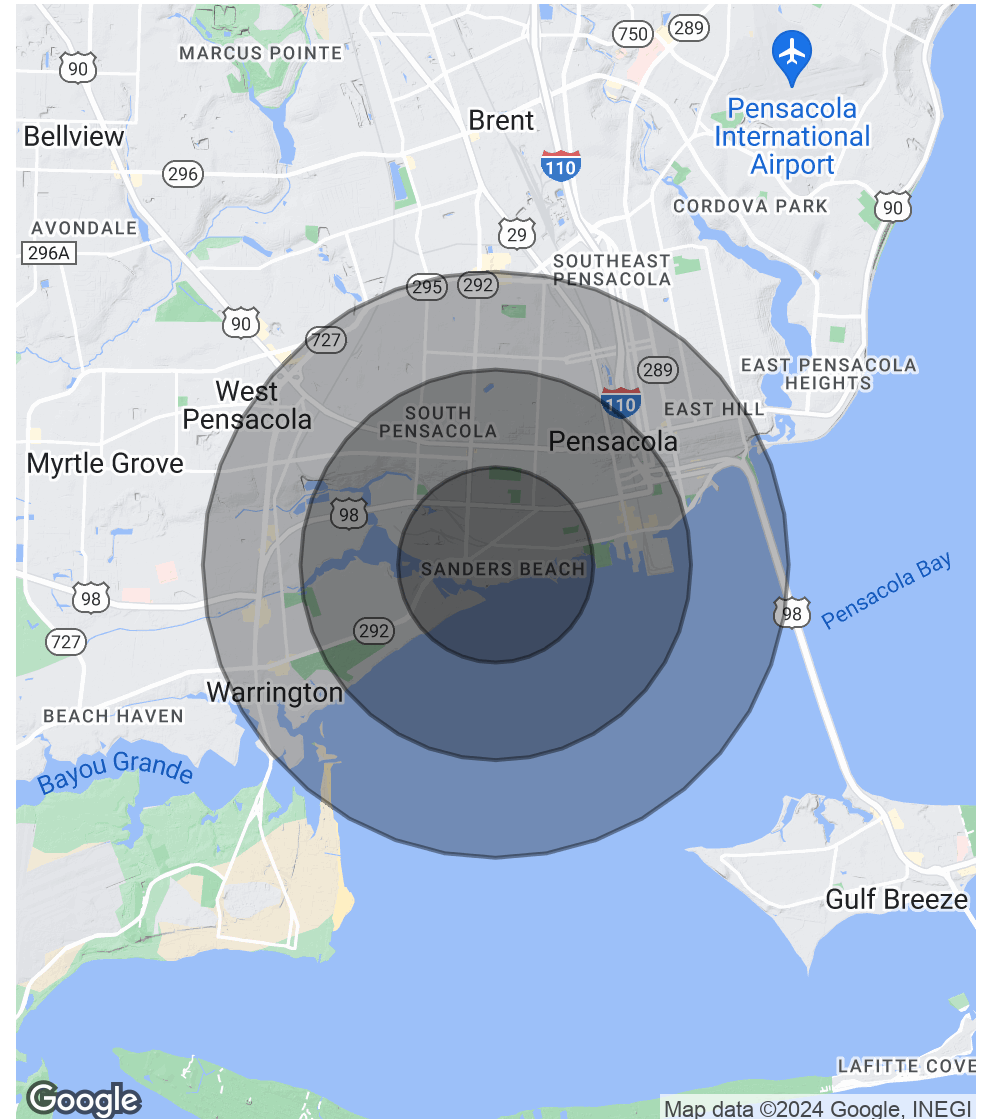 750
289
MARCUS POINTE
90
Brent
Pensacola
International
Airport
Bellview
110
296
CORDOVA PARK
90
AVONDALE
29
296A
SOUTHEAST
PENSACOLA
295
292
90
727
289
EAST PENSACOLA
HEIGHTS
West
Pensacola
110
SOUTH
PENSACOLA
EAST HILL
Pensacola
Myrtle Grove
98
SANDERS BEACH
Pensacola Bay
98
98
292
727
Warrington
BEACH HAVEN
Bayou Grande
Gulf Breeze
LAFITTE COVE
Google
Map data ©2024 Google, INEGI